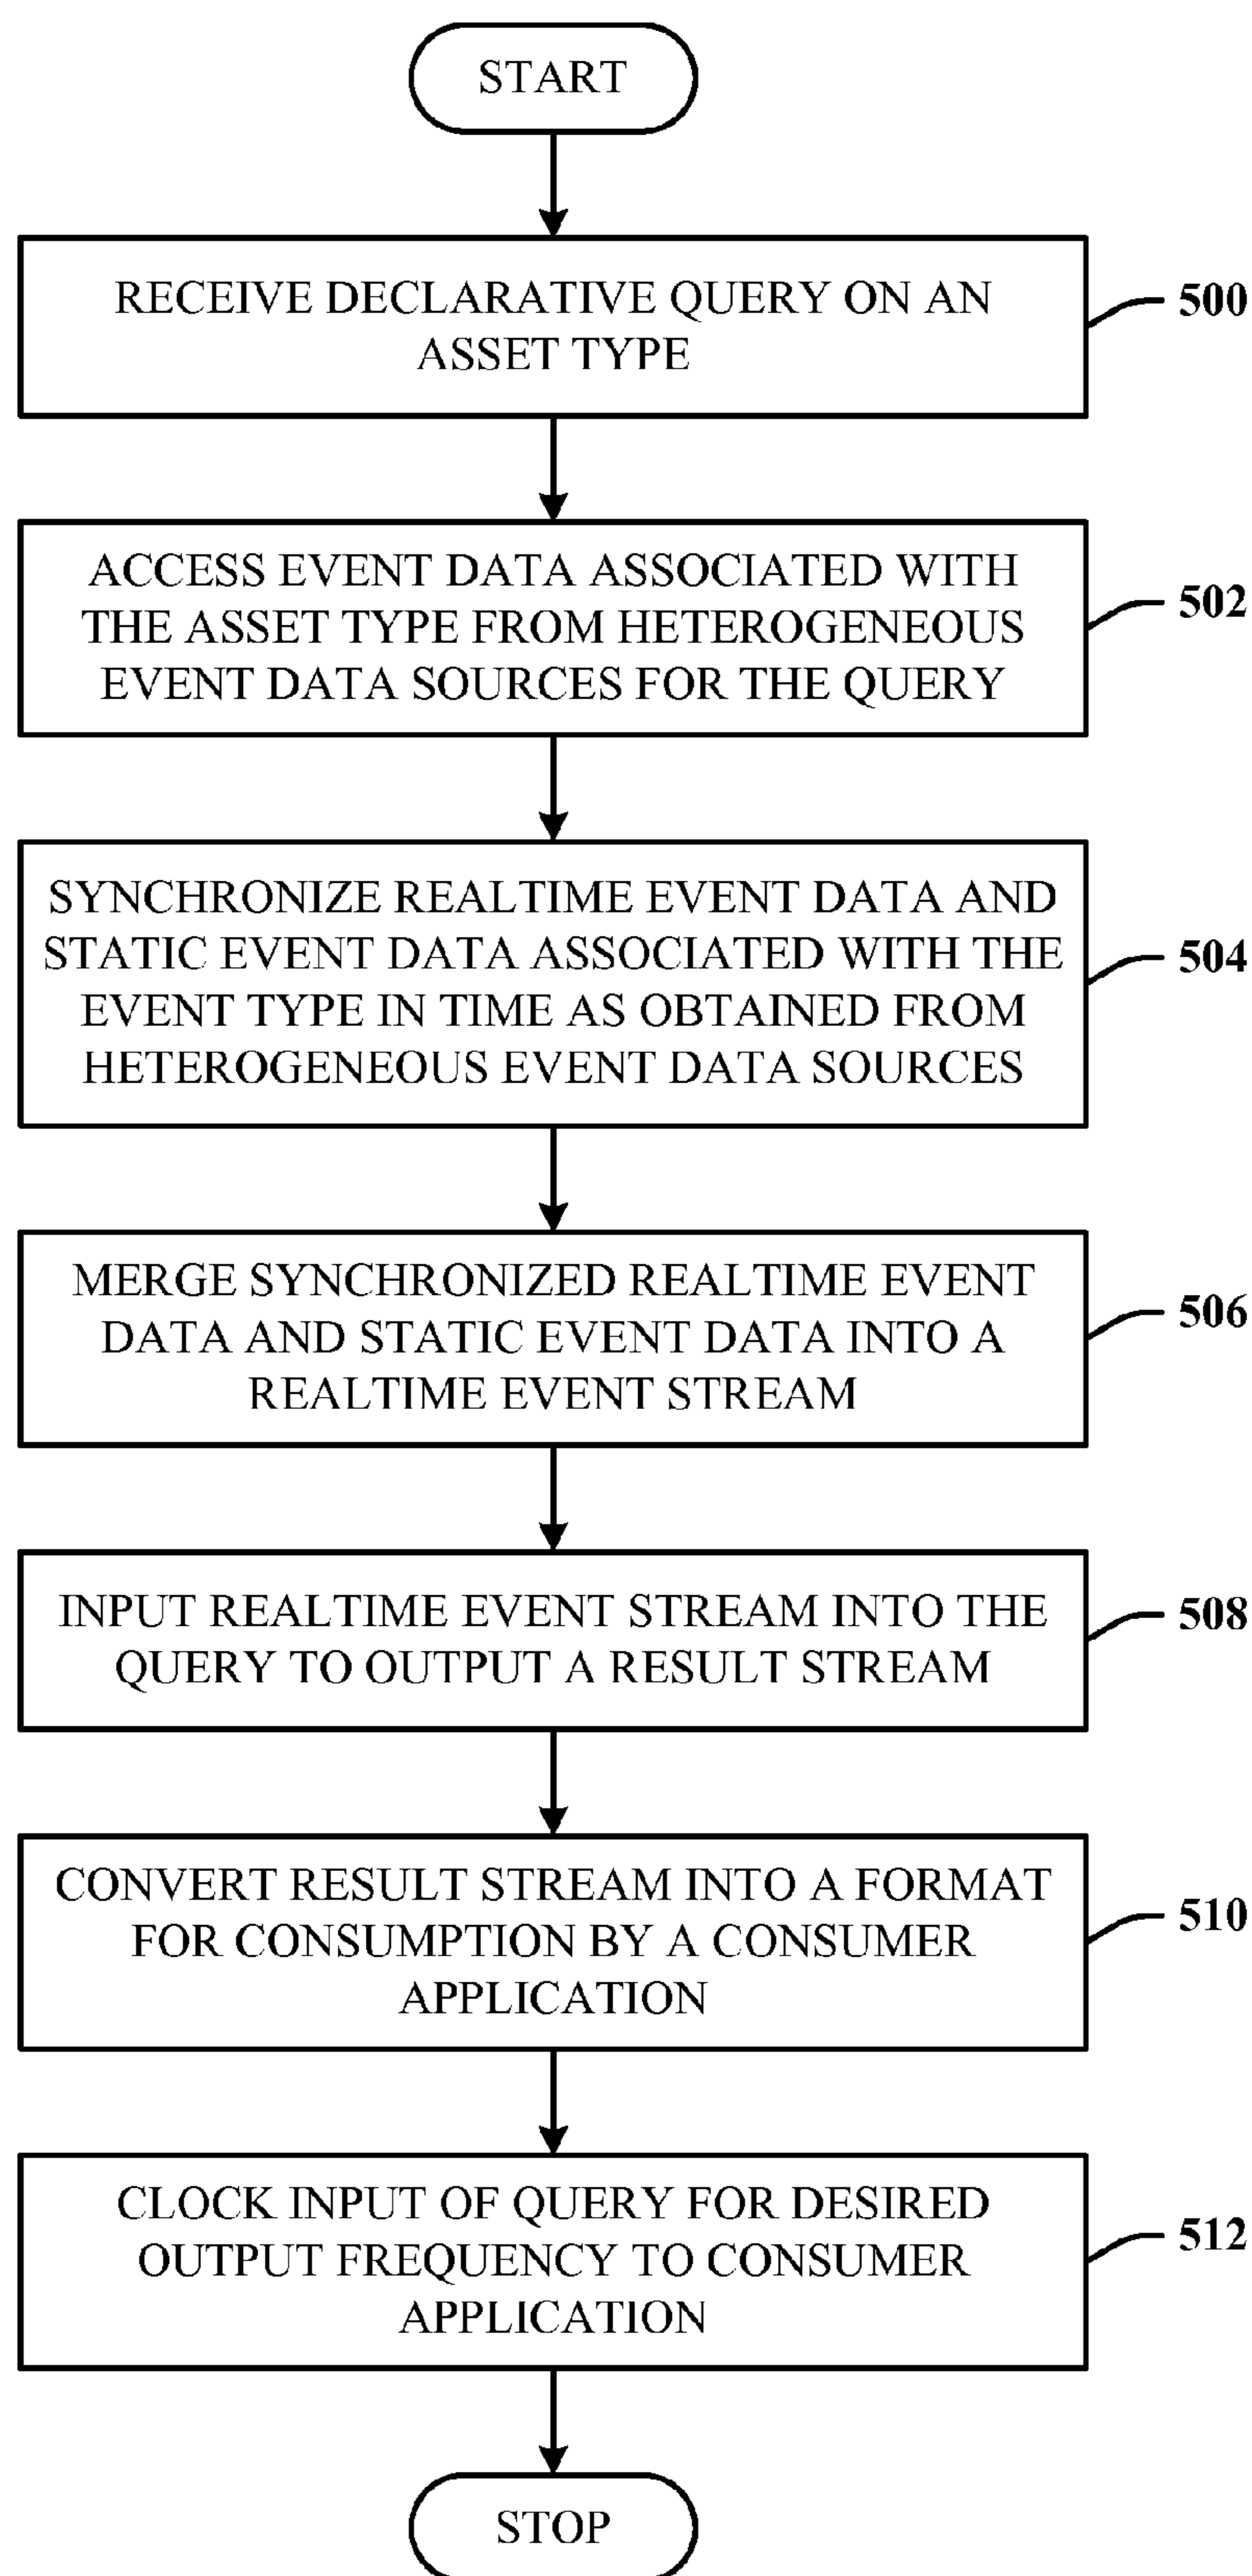 START
RECEIVE DECLARATIVE QUERY ON AN
ASSET TYPE
500
ACCESS EVENT DATA ASSOCIATED WITH
THE ASSET TYPE FROM HETEROGENEOUS
EVENT DATA SOURCES FOR THE QUERY
502
SYNCHRONIZE REALTIME EVENT DATA AND
STATIC EVENT DATA ASSOCIATED WITH THE
EVENT TYPE IN TIME AS OBTAINED FROM
HETEROGENEOUS EVENT DATA SOURCES
504
MERGE SYNCHRONIZED REALTIME EVENT
DATA AND STATIC EVENT DATA INTO A
REALTIME EVENT STREAM
506
INPUT REALTIME EVENT STREAM INTO THE
QUERY TO OUTPUT A RESULT STREAM
508
CONVERT RESULT STREAM INTO A FORMAT
FOR CONSUMPTION BY A CONSUMER
APPLICATION
510
CLOCK INPUT OF QUERY FOR DESIRED
OUTPUT FREQUENCY TO CONSUMER
APPLICATION
512
STOP